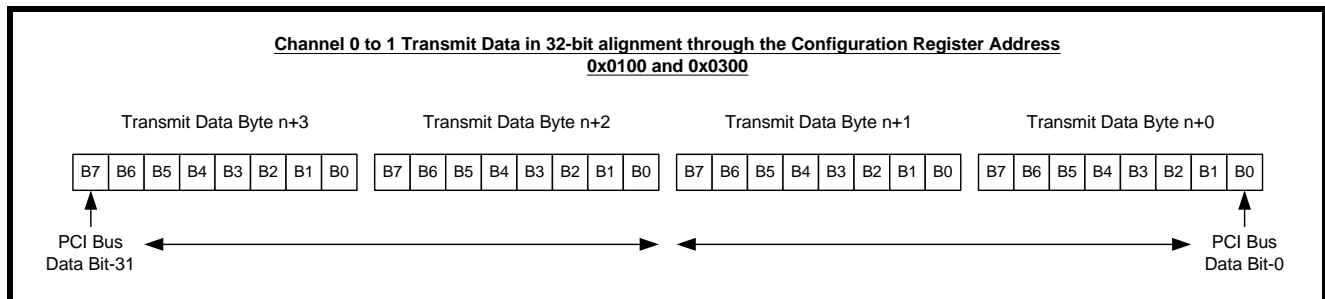 Channel 0 to 1 Transmit Data in 32-bit alignment through the Configuration Register Address
0x0100 and 0x0300
Transmit Data Byte n+3 Transmit Data Byte n+2 Transmit Data Byte n+1 Transmit Data Byte n+0
B7 B6 B5 B4 B3 B2 B1 B0 B7 B6 B5 B4 B3 B2 B1 B0 B7 B6 B5 B4 B3 B2 B1 B0 B7 B6 B5 B4 B3 B2 B1 B0
PCI Bus PCI Bus
Data Bit-31 Data Bit-0